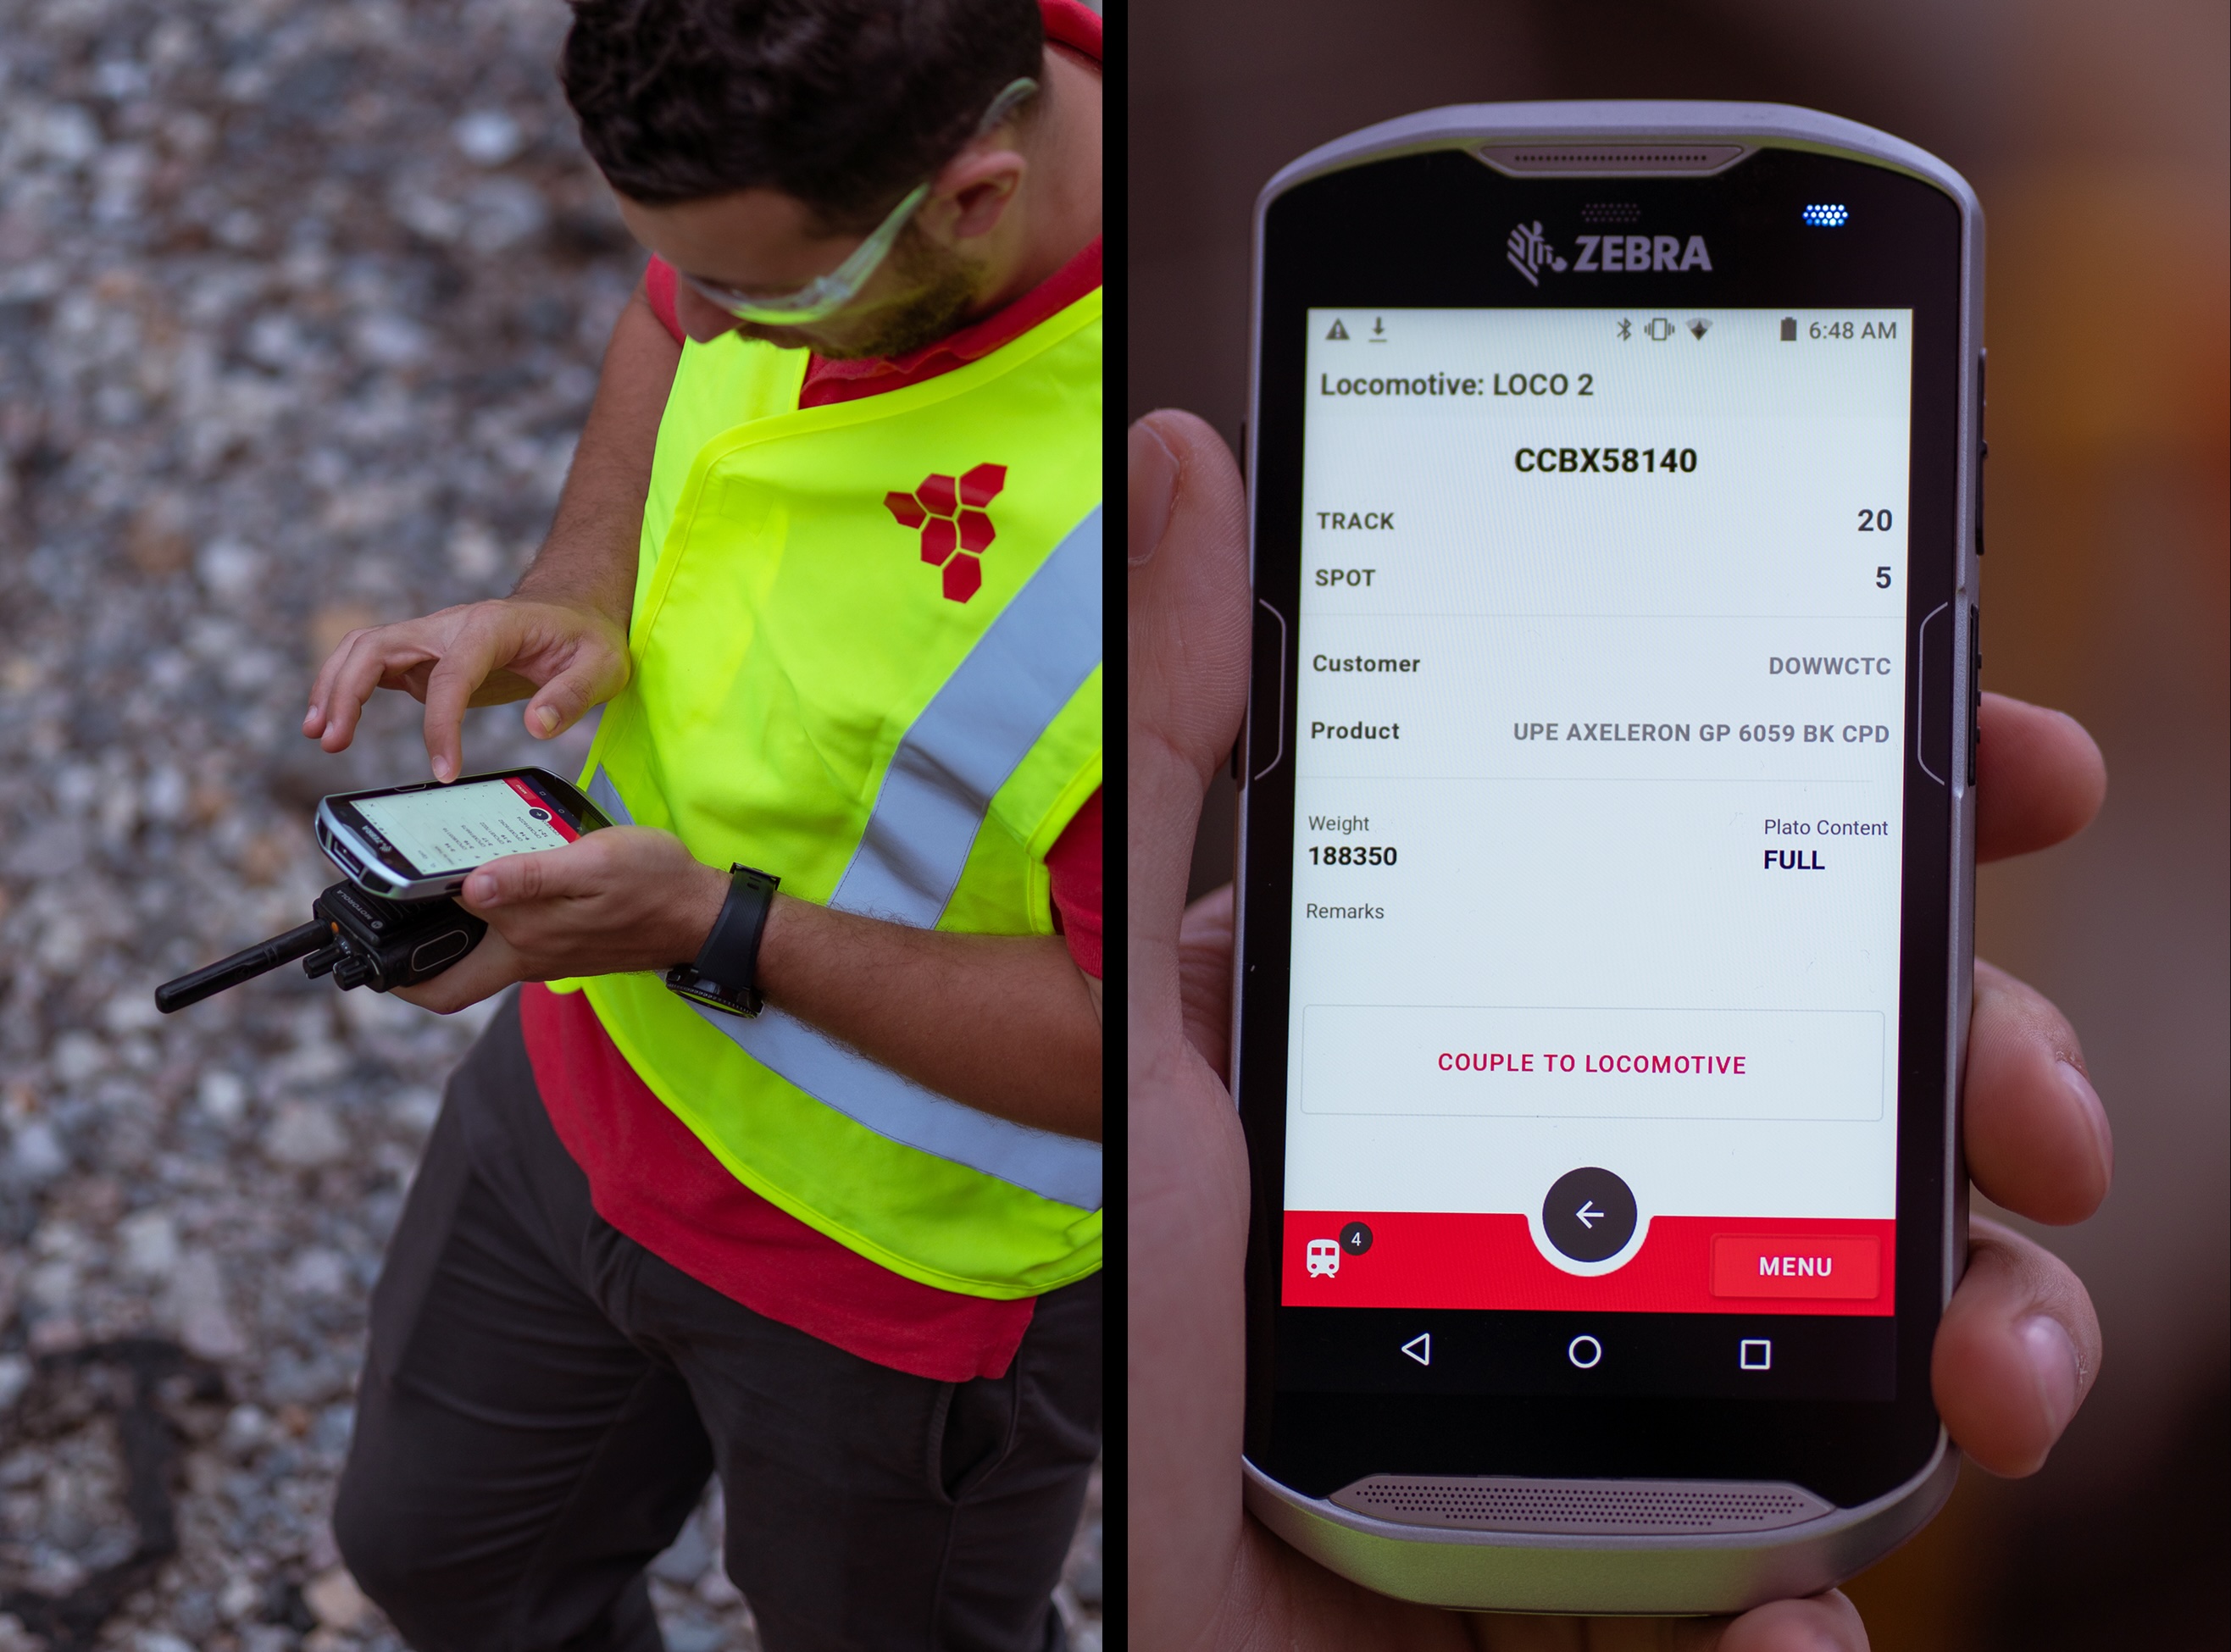 MOTOROLA
ZEBRA
6:48 AM
Locomotive: LOCO 2
CCBX58140
TRACK 20
SPOT 5
Customer DOWWCTC
Product UPE AXELERON GP 6059 BK CPD
Weight Plato Content
188350 FULL
Remarks
COUPLE TO LOCOMOTIVE
4
MENU